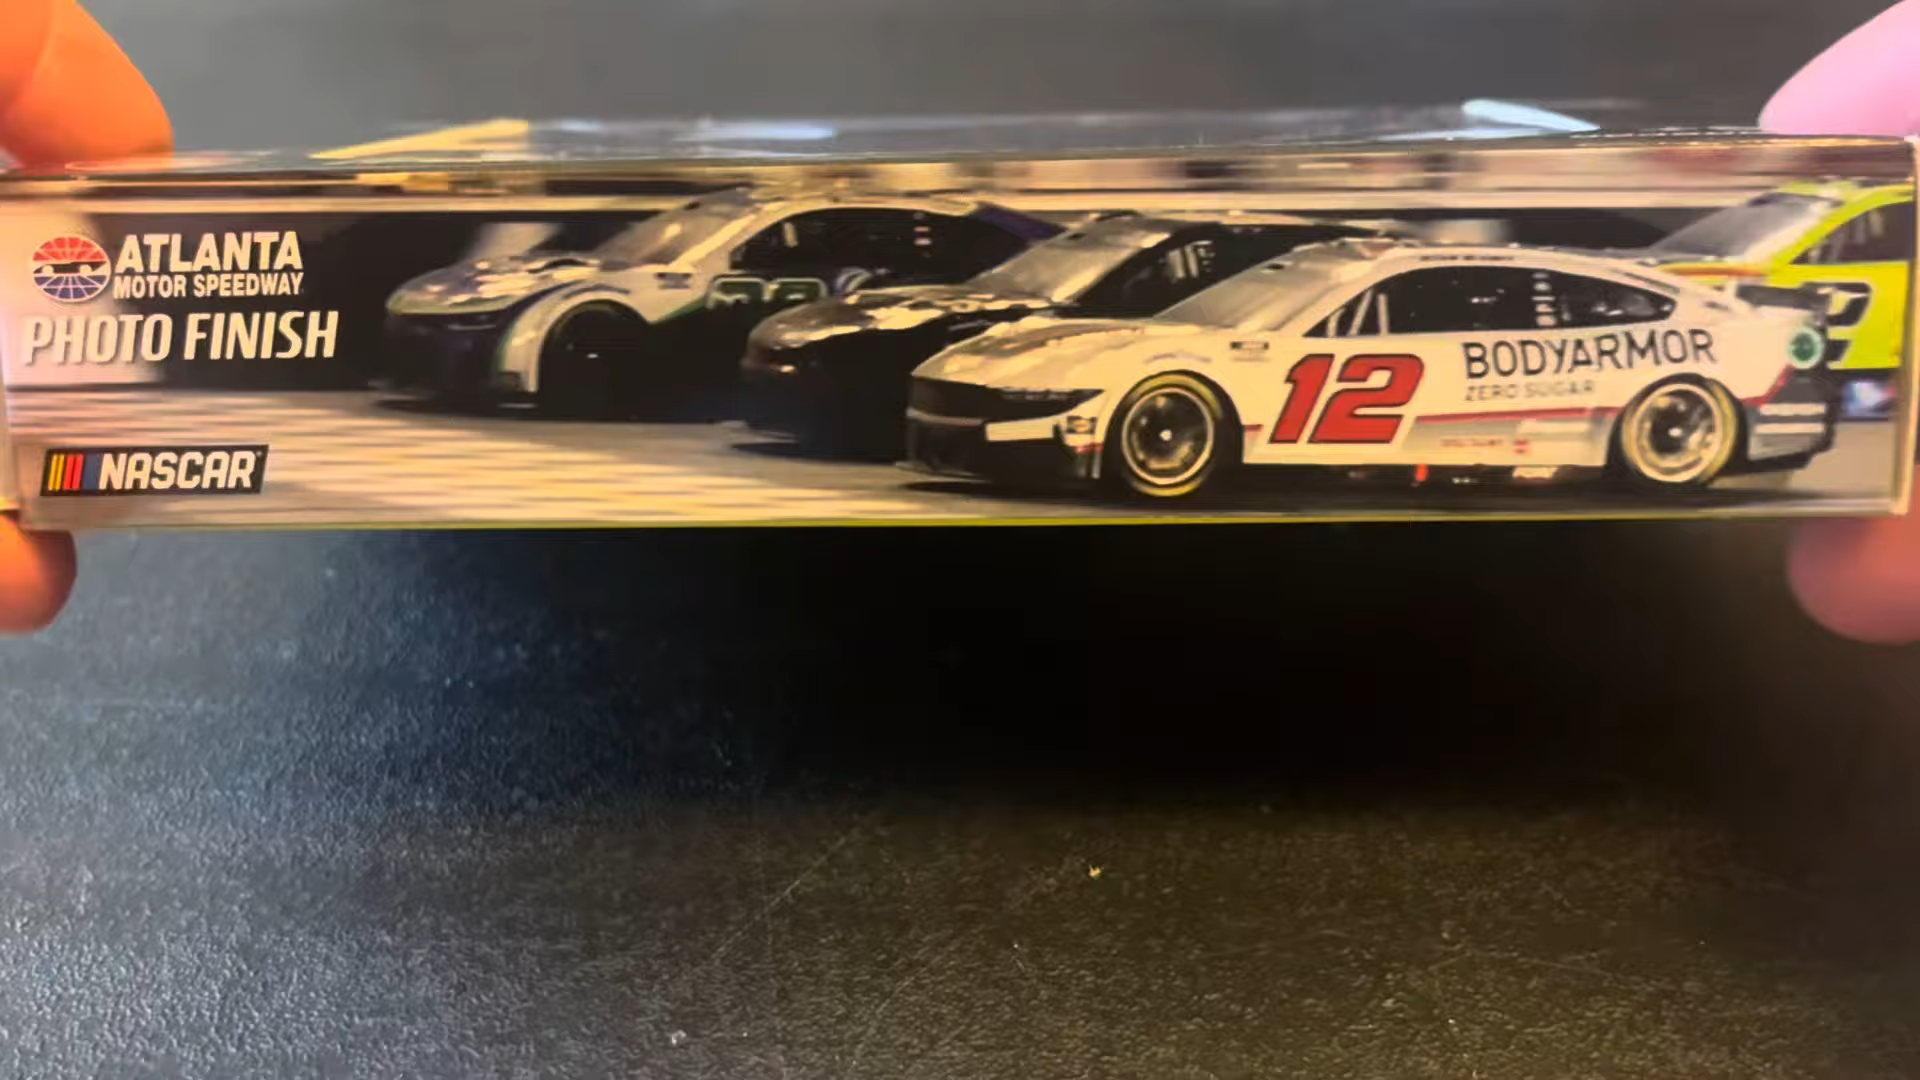 ATLANTA
MOTOR SPEEDWAY
PHOTO FINISH
NASCAR
12
BODYARMOR
ZERO SUGAR